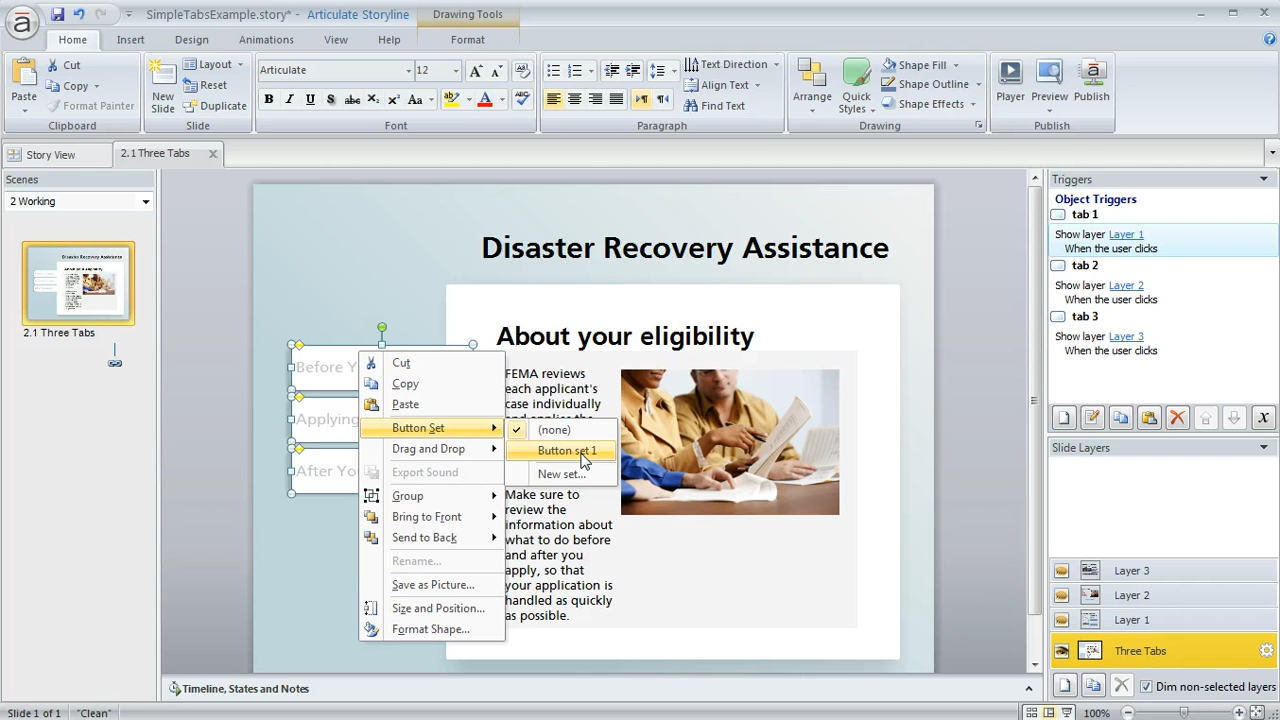 SimpleTabsExample.story* - Articulate Storyline
Drawing Tools
Home
Insert
Design
Animations
View
Help
Format
Paste
Cut
Copy
Format Painter
Clipboard
New
Slide
Layout
Reset
Duplicate
Slide
Articulate
12
B I U S abc
Aa
Font
Text Direction
Align Text
Find Text
Paragraph
Arrange
Quick
Styles
Shape Fill
Shape Outline
Shape Effects
Drawing
Player
Preview
Publish
Publish
Story View
2.1 Three Tabs
Scenes
2 Working
2.1 Three Tabs
Disaster Recovery Assistance
About your eligibility
FEMA reviews
each applicant's
case individually
Make sure to
review the
information about
what to do before
and after you
apply, so that
your application is
handled as quickly
as possible.
Before Y
Applying
After You
Cut
Copy
Paste
Button Set
Drag and Drop
Export Sound
Group
Bring to Front
Send to Back
Rename...
Save as Picture...
Size and Position...
Format Shape...
(none)
Button set 1
New set...
Triggers
Object Triggers
tab 1
Show layer Layer 1
When the user clicks
tab 2
Show layer Layer 2
When the user clicks
tab 3
Show layer Layer 3
When the user clicks
Slide Layers
Layer 3
Layer 2
Layer 1
Three Tabs
Dim non-selected layers
Timeline, States and Notes
Slide 1 of 1
"Clean"
100%